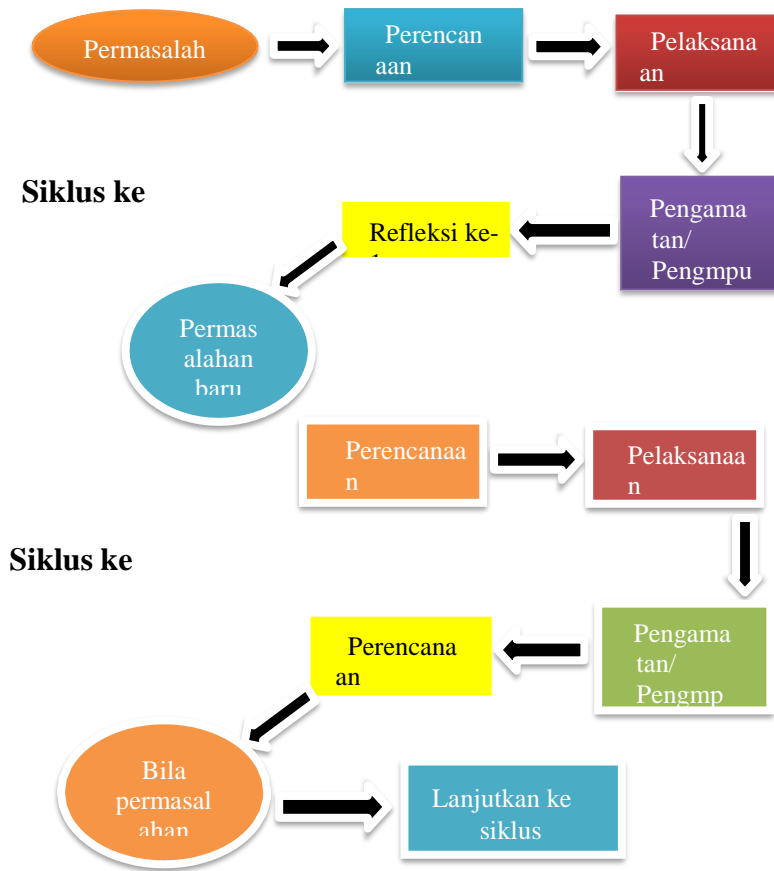 Permasalah
Perencan
aan
Pelaksana
an
Siklus ke
Pengama
tan/
Pengmpu
Refleksi ke-
Permas
alahan
baru
Perencanaa
n
Pelaksanaa
n
Siklus ke
Pengama
tan/
Pengmp
Perencana
an
Bila
permasal
ahan
Lanjutkan ke
siklus